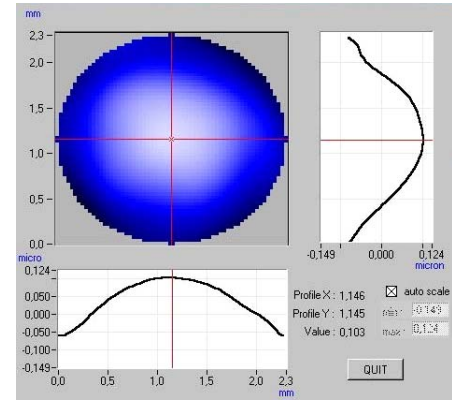 mm
2,3
2,0
1,5
1,0
0,5
0,0
-0.149 0,000 0,124
micron
micro
0,124
0,050
0,000
-0,050
-0,100
-0,149
0,0 0,5 1,0 1,5 2,0 2,3
mm
Profile X : 1,146
auto scale
Profile Y : 1,145
min : -0.149
Value : 0,103
max : 0,124
QUIT